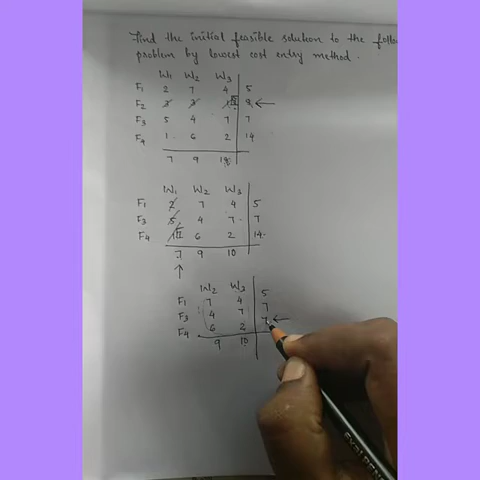 Find the initial feasible solution to the follo
problem by lowest cost entry method.
W1 W2 W3
F1 2 7 4 5
F2 3 3 1 8 8
F3 5 4 7 7
F4 1 6 2 14
7 9 18
W1 W2 W3
F1 2 7 4 5
F3 5 4 7 7
F4 1 7 6 2 14
7 9 10
W2 W3
F1 7 4 5
F3 4 7 7
F4 6 2 7
9 10